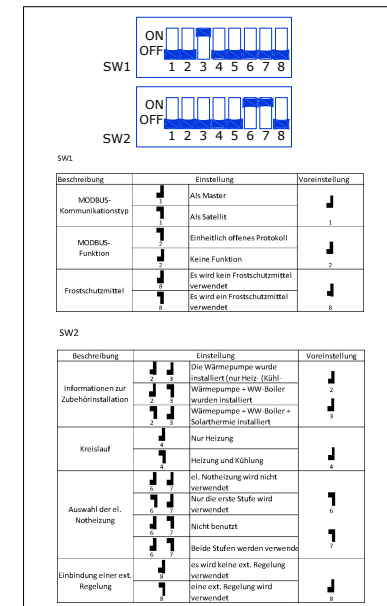 ON
OFF
SW1
1 2 3 4 5 6 7 8
ON
OFF
SW2
1 2 3 4 5 6 7 8
SW1
Beschreibung Einstellung Voreinstellung
MODBUS-
Kommunikationstyp
1 Als Master
1 Als Satellit
1
MODBUS-
Funktion
2 Einheitlich offenes Protokoll
2 Keine Funktion
2
Frostschutzmittel
8 Es wird kein Frostschutzmittel
verwendet
8 Es wird ein Frostschutzmittel
verwendet
8
SW2
Beschreibung Einstellung Voreinstellung
Informationen zur
Zubehörinstallation
2 3 Die Wärmepumpe wurde
installiert (nur Heiz- (Kühl-
2 3 Wärmepumpe + WW-Boiler
wurden installiert
2 3 Wärmepumpe + WW-Boiler +
Solarthermie installiert
2
3
Kreislauf
4 Nur Heizung
4 Heizung und Kühlung
4
Auswahl der el.
Notheizung
6 7 el. Notheizung wird nicht
verwendet
6 7 Nur die erste Stufe wird
verwendet
6 7 Nicht benutzt
6 7 Beide Stufen werden verwende
6
7
Einbindung einer ext.
Regelung
8 es wird keine ext. Regelung
verwendet
8 eine ext. Regelung wird
verwendet
8